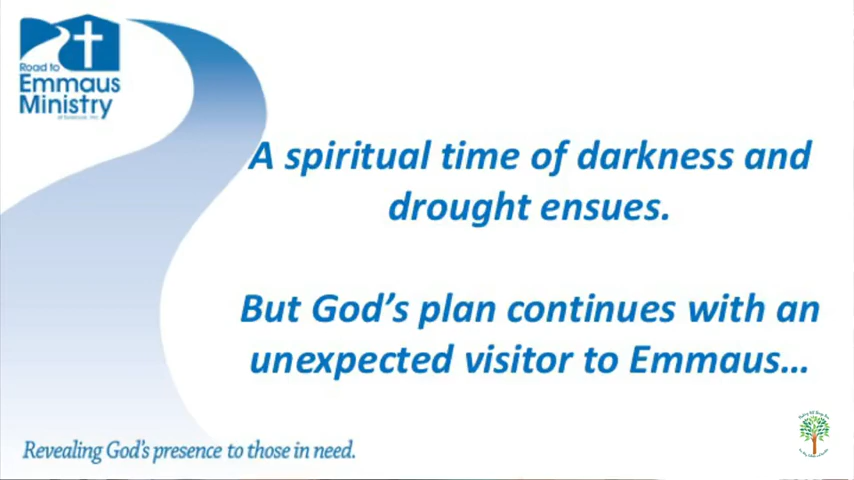 Road to
Emmaus
Ministry
A spiritual time of darkness and
drought ensues.
But God's plan continues with an
unexpected visitor to Emmaus...
Revealing God's presence to those in need.